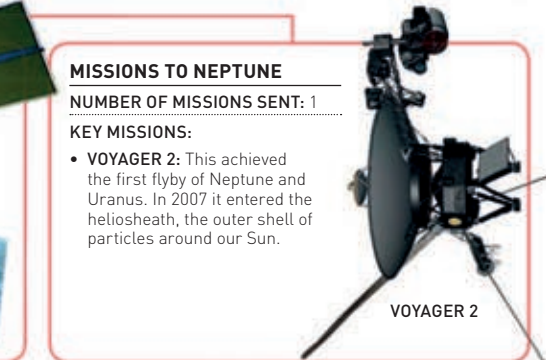 MISSIONS TO NEPTUNE
NUMBER OF MISSIONS SENT: 1
KEY MISSIONS:
• VOYAGER 2: This achieved
the first flyby of Neptune and
Uranus. In 2007 it entered the
heliosheath, the outer shell of
particles around our Sun.
VOYAGER 2